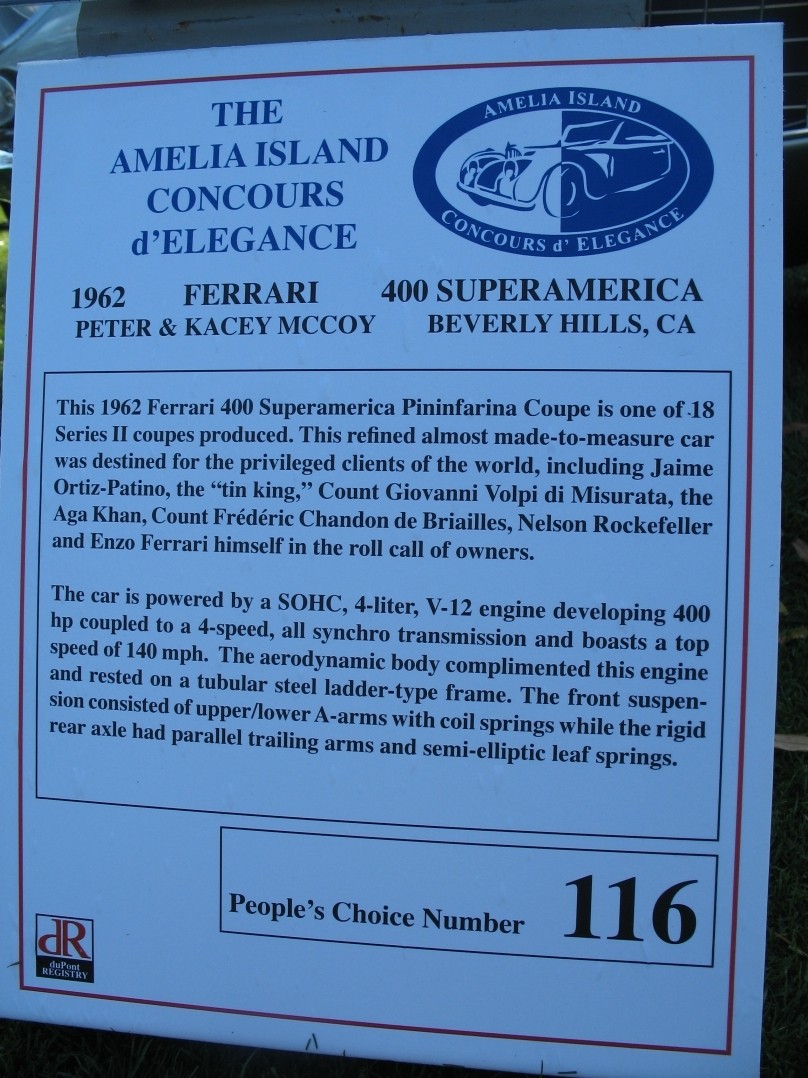 THE
AMELIA ISLAND
CONCOURS
d'ELEGANCE
AMELIA ISLAND
CONCOURS d' ELEGANCE
1962 FERRARI 400 SUPERAMERICA
PETER & KACEY MCCOY BEVERLY HILLS, CA
This 1962 Ferrari 400 Superamerica Pininfarina Coupe is one of 18
Series II coupes produced. This refined almost made-to-measure car
was destined for the privileged clients of the world, including Jaime
Ortiz-Patino, the “tin king,” Count Giovanni Volpi di Misurata, the
Aga Khan, Count Frédéric Chandon de Briailles, Nelson Rockefeller
and Enzo Ferrari himself in the roll call of owners.
The car is powered by a SOHC, 4-liter, V-12 engine developing 400
hp coupled to a 4-speed, all synchro transmission and boasts a top
speed of 140 mph. The aerodynamic body complimented this engine
and rested on a tubular steel ladder-type frame. The front suspen-
sion consisted of upper/lower A-arms with coil springs while the rigid
rear axle had parallel trailing arms and semi-elliptic leaf springs.
People's Choice Number 116
dR
duPont
REGISTRY